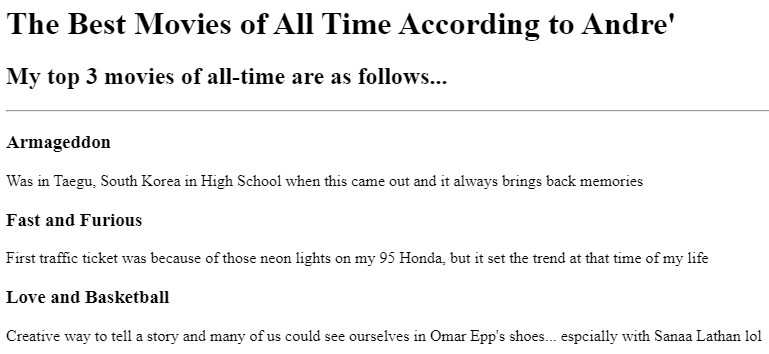 The Best Movies of All Time According to Andre'
My top 3 movies of all-time are as follows...
Armageddon
Was in Taegu, South Korea in High School when this came out and it always brings back memories
Fast and Furious
First traffic ticket was because of those neon lights on my 95 Honda, but it set the trend at that time of my life
Love and Basketball
Creative way to tell a story and many of us could see ourselves in Omar Epp's shoes... espcially with Sanaa Lathan lol